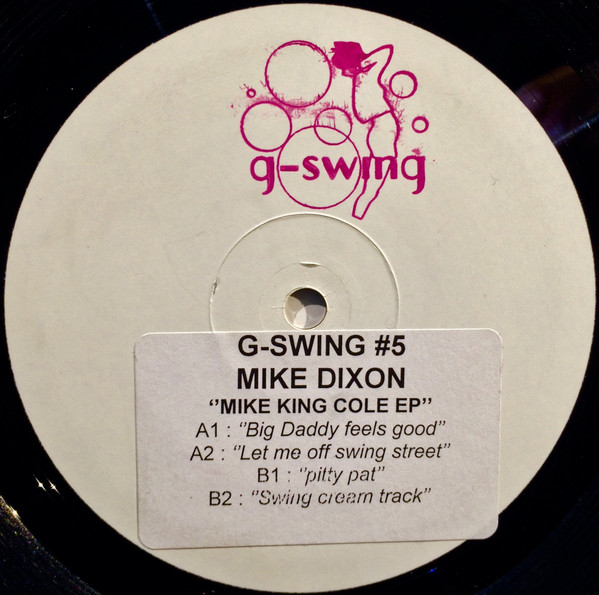 g-swing
G-SWING #5
MIKE DIXON
‘’MIKE KING COLE EP’’
A1 : ‘’Big Daddy feels good’’
A2 : ‘’Let me off swing street’’
B1 : ‘’pitty pat’’
B2 : ‘’Swing cream track’’